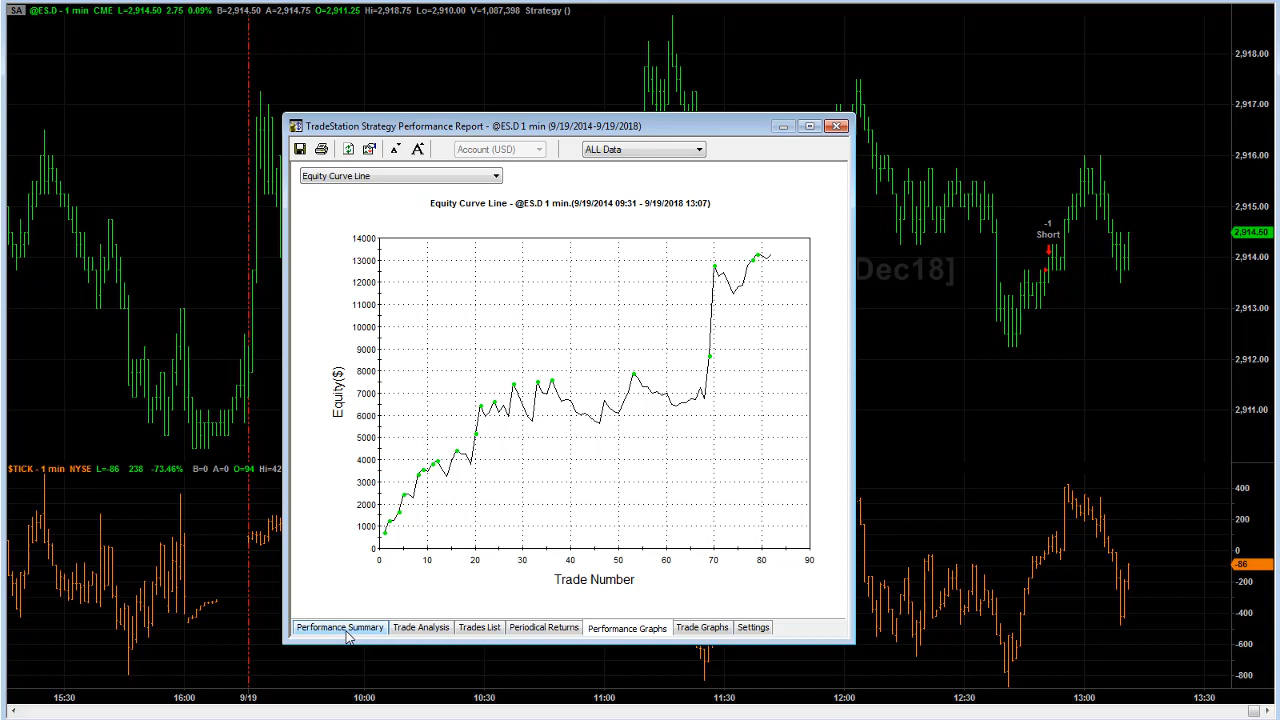 SA @ES.D - 1 min CME L=2,914.50 2.75 0.09% B=2,914.50 A=2,914.75 O=2,911.25 Hi=2,918.75 Lo=2,910.00 V=1,087,398 Strategy ()
2,918.00
2,917.00
2,916.00
2,915.00
2,914.50
2,914.00
2,913.00
2,912.00
2,911.00
-1
Short
Dec18]
TradeStation Strategy Performance Report - @ES.D 1 min (9/19/2014-9/19/2018)
Account (USD)
ALL Data
Equity Curve Line
Equity Curve Line - @ES.D 1 min.(9/19/2014 09:31 - 9/19/2018 13:07)
Equity($)
14000
13000
12000
11000
10000
9000
8000
7000
6000
5000
4000
3000
2000
1000
0
0 10 20 30 40 50 60 70 80 90
Trade Number
Performance Summary Trade Analysis Trades List Periodical Returns Performance Graphs Trade Graphs Settings
$TICK - 1 min NYSE L=-86 238 -73.46% B=0 A=0 O=94 Hi=42
400
200
0
-86
-200
-400
-600
-800
15:30 16:00 9/19 10:00 10:30 11:00 11:30 12:00 12:30 13:00 13:30